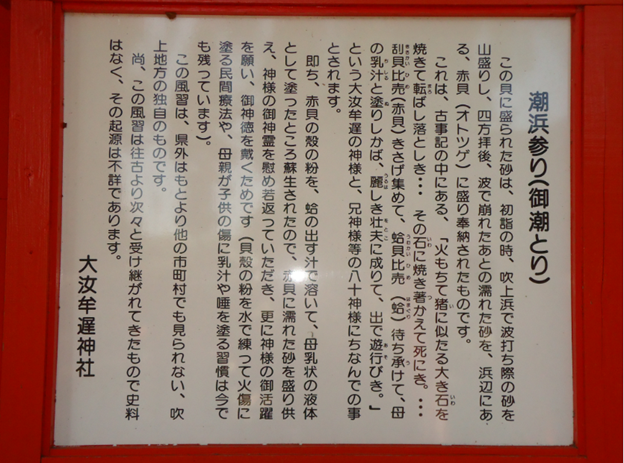 潮浜参り(御潮とり)
この貝に盛られた砂は、初詣の時、吹上浜で波打ち際の砂を
山盛りし、四方拝後、波で崩れたあとの濡れた砂を、浜辺にあ
る、赤貝(オトツゲ)に盛り奉納されたものです。
これは、古事記の中にある、「火もちて猪に似たる大き石を
焼きて転ばし落としき・・・その石に焼き著かえて死にき。・・・
刮貝比売(赤貝)きさげ集めて、蛤貝比売(蛤)待ち承けて、母
の乳汁と塗りしかば、麗しき壮夫に成りて、出で遊行びき。」
という大汝牟遅の神様と、兄神様等の八十神様にちなんでの事
とされます。
即ち、赤貝の殻の粉を、蛤の出す汁で溶いて、母乳状の液体
として塗ったところ蘇生されたので、赤貝に濡れた砂を盛り供
え、神様の御神霊を慰め若返っていただき、更に神様の御活躍
を願い、御神徳を戴くためです(貝殻の粉を水で練って火傷に
塗る民間療法や、母親が子供の傷に乳汁や唾を塗る習慣は今で
も残っています)。
この風習は、県外はもとより他の市町村でも見られない、吹
上地方の独自のものです。
尚、この風習は往古より次々と受け継がれてきたもので史料
はなく、その起源は不詳であります。
大汝牟遅神社